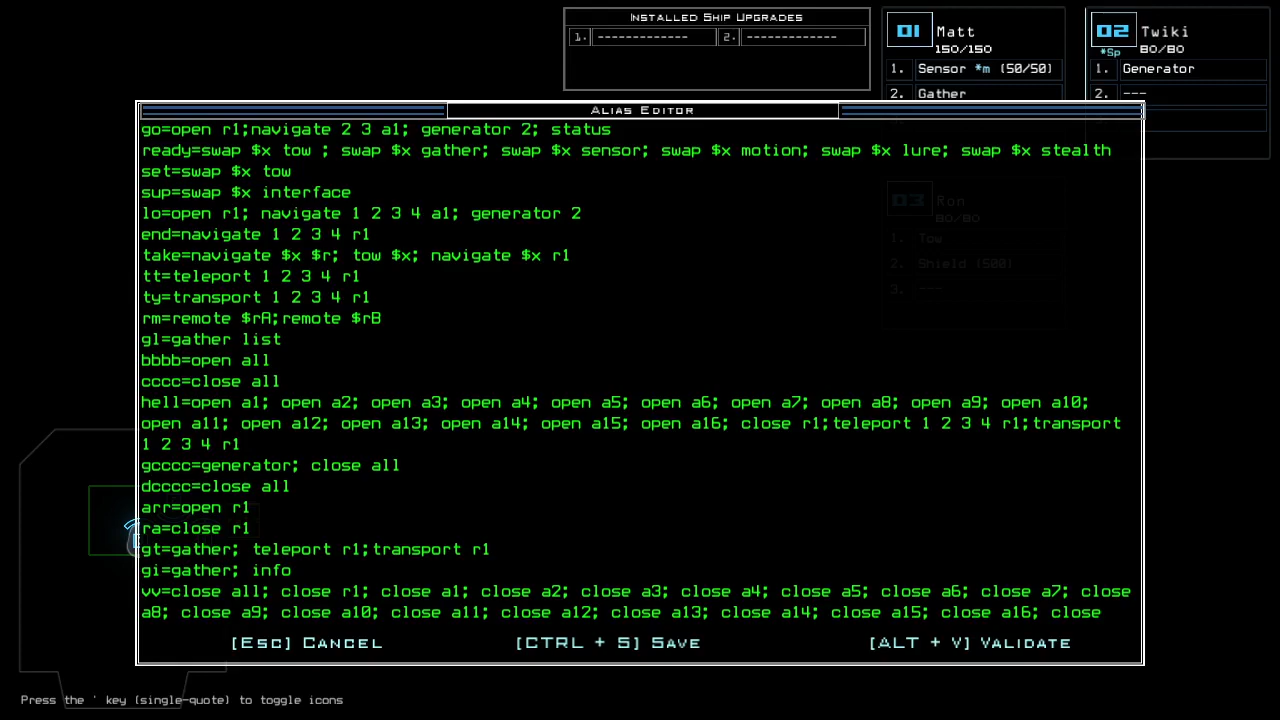 Installed Ship Upgrades
1. ------------- 2. -------------
01 Matt
150/150
1. Sensor *m (50/50)
2. Gather
02 Twiki
*Sp 80/80
1. Generator
2. ---
Alias Editor
go=open r1;navigate 2 3 a1; generator 2; status
ready=swap $x tow ; swap $x gather; swap $x sensor; swap $x motion; swap $x lure; swap $x stealth
set=swap $x tow
sup=swap $x interface
lo=open r1; navigate 1 2 3 4 a1; generator 2
end=navigate 1 2 3 4 r1
take=navigate $x $r; tow $x; navigate $x r1
tt=teleport 1 2 3 4 r1
ty=transport 1 2 3 4 r1
rm=remote $rA;remote $rB
gl=gather list
bbbb=open all
cccc=close all
hell=open a1; open a2; open a3; open a4; open a5; open a6; open a7; open a8; open a9; open a10;
open a11; open a12; open a13; open a14; open a15; open a16; close r1;teleport 1 2 3 4 r1;transport
1 2 3 4 r1
gcccc=generator; close all
dcccc=close all
arr=open r1
ra=close r1
gt=gather; teleport r1;transport r1
gi=gather; info
vv=close all; close r1; close a1; close a2; close a3; close a4; close a5; close a6; close a7; close
a8; close a9; close a10; close a11; close a12; close a13; close a14; close a15; close a16; close
03 Ron
80/80
1. Tow
2. Shield (500)
3. ---
[Esc] Cancel [CTRL + S] Save [ALT + V] Validate
Press the ' key (single-quote) to toggle icons